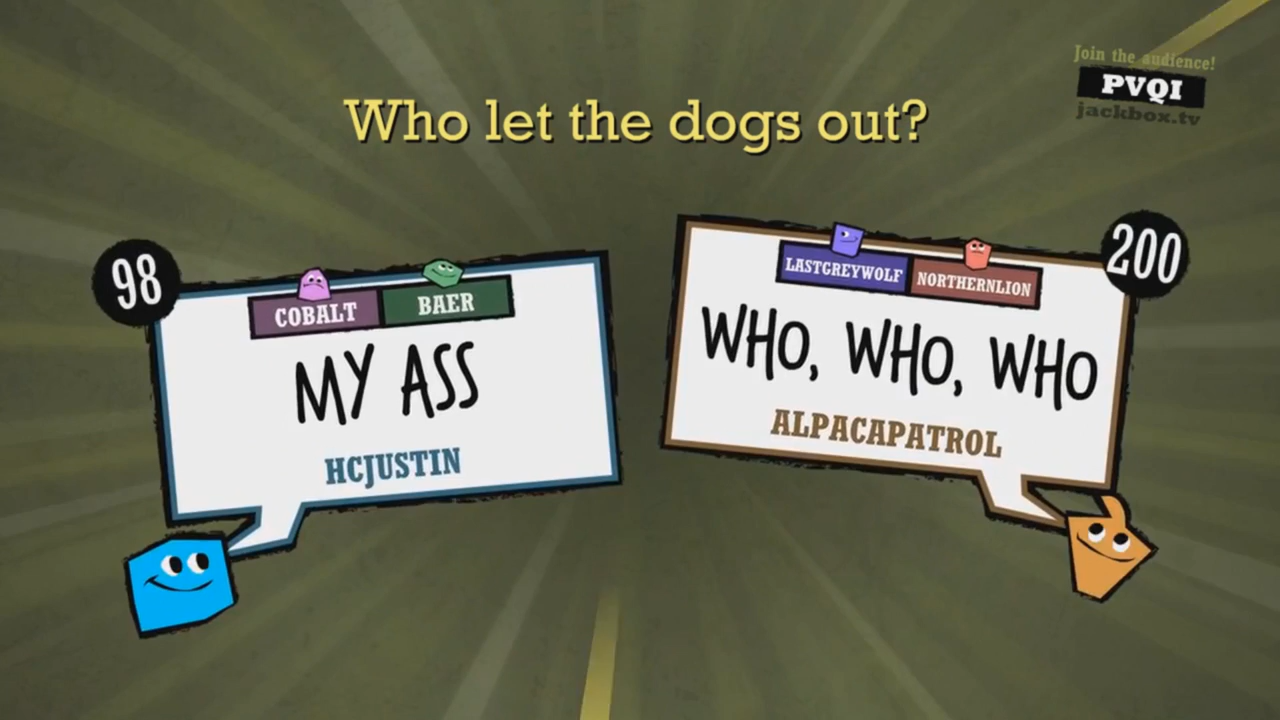 Join the audience!
PVQI
jackbox.tv
Who let the dogs out?
98
COBALT
BAER
MY ASS
HCJUSTIN
200
LASTGREYWOLF
NORTHERNLION
WHO, WHO, WHO
ALPACAPATROL